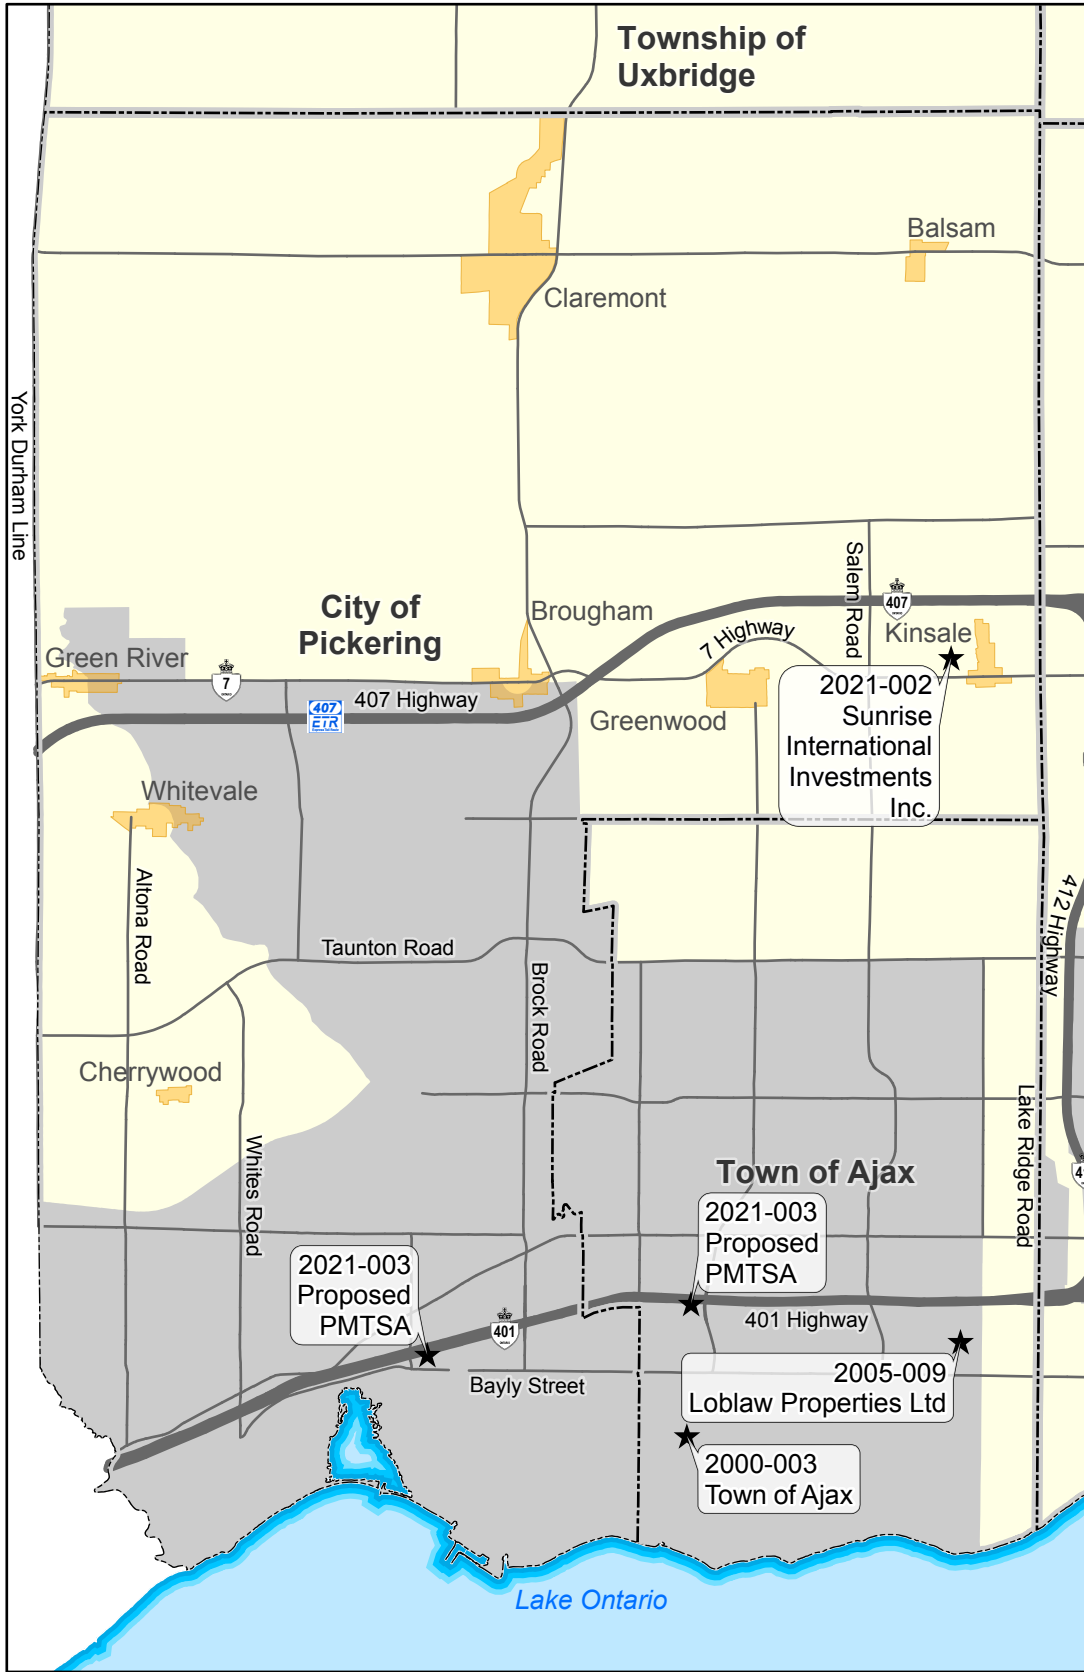 Township of
Uxbridge
Balsam
Claremont
York Durham Line
Salem Road
407
City of
Pickering
Brougham
7 Highway
Kinsale
Green River
7
407 Highway
407
ETR
Greenwood
2021-002
Sunrise
International
Investments
Inc.
Whitevale
Altona Road
412 Highway
Taunton Road
Brock Road
Cherrywood
Lake Ridge Road
Whites Road
Town of Ajax
41
2021-003
Proposed
PMTSA
2021-003
Proposed
PMTSA
401
401 Highway
Bayly Street
2005-009
Loblaw Properties Ltd
2000-003
Town of Ajax
Lake Ontario